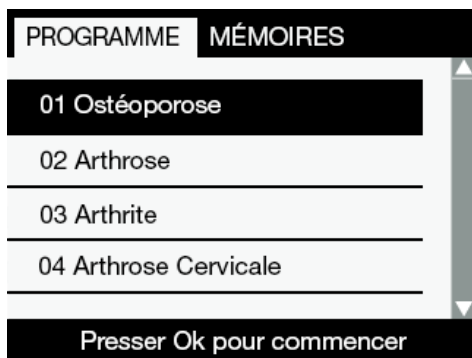 PROGRAMME MÉMOIRES
01 Ostéoporose
02 Arthrose
03 Arthrite
04 Arthrose Cervicale
Presser Ok pour commencer